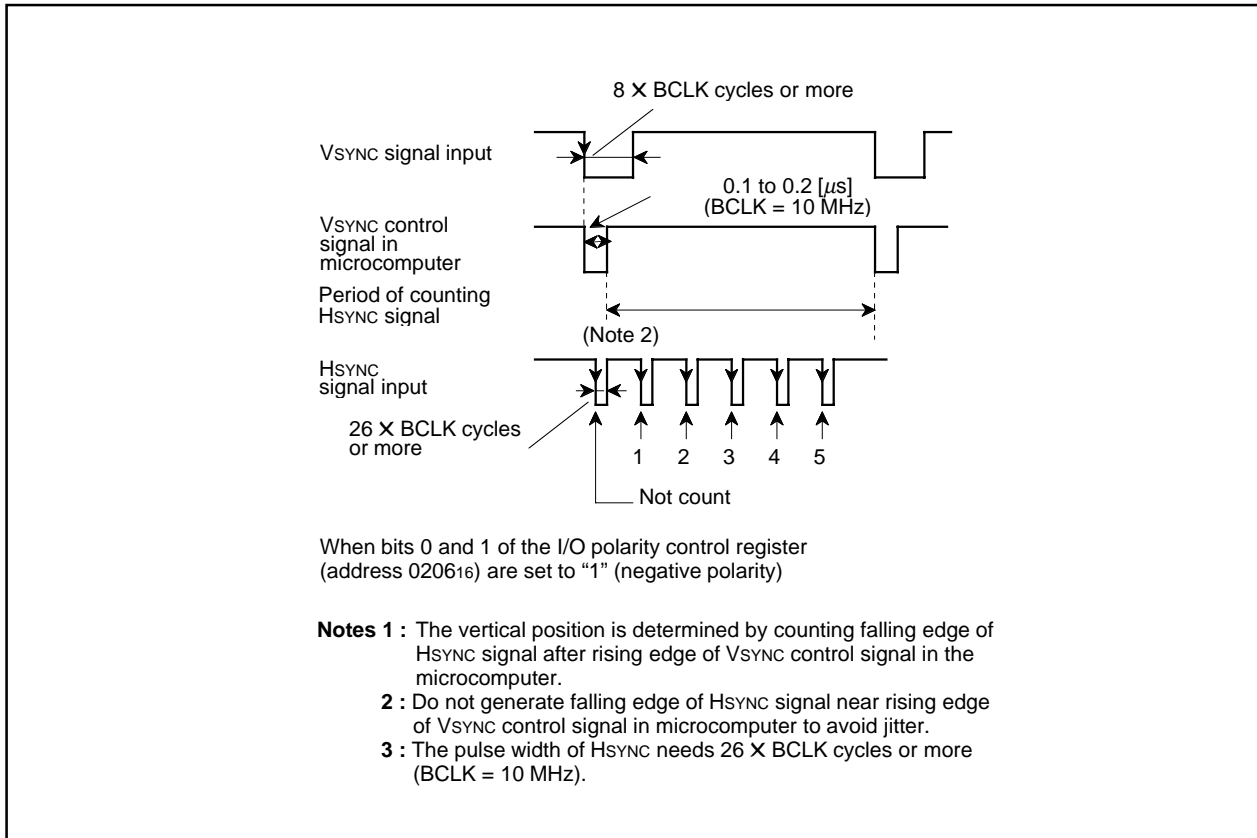 8 × BCLK cycles or more
VSYNC signal input
0.1 to 0.2 [μs]
(BCLK = 10 MHz)
VSYNC control
signal in
microcomputer
Period of counting
HSYNC signal
(Note 2)
HSYNC
signal input
26 × BCLK cycles
or more
1 2 3 4 5
Not count
When bits 0 and 1 of the I/O polarity control register
(address 020616) are set to “1” (negative polarity)
Notes 1 : The vertical position is determined by counting falling edge of
HSYNC signal after rising edge of VSYNC control signal in the
microcomputer.
2 : Do not generate falling edge of HSYNC signal near rising edge
of VSYNC control signal in microcomputer to avoid jitter.
3 : The pulse width of HSYNC needs 26 × BCLK cycles or more
(BCLK = 10 MHz).